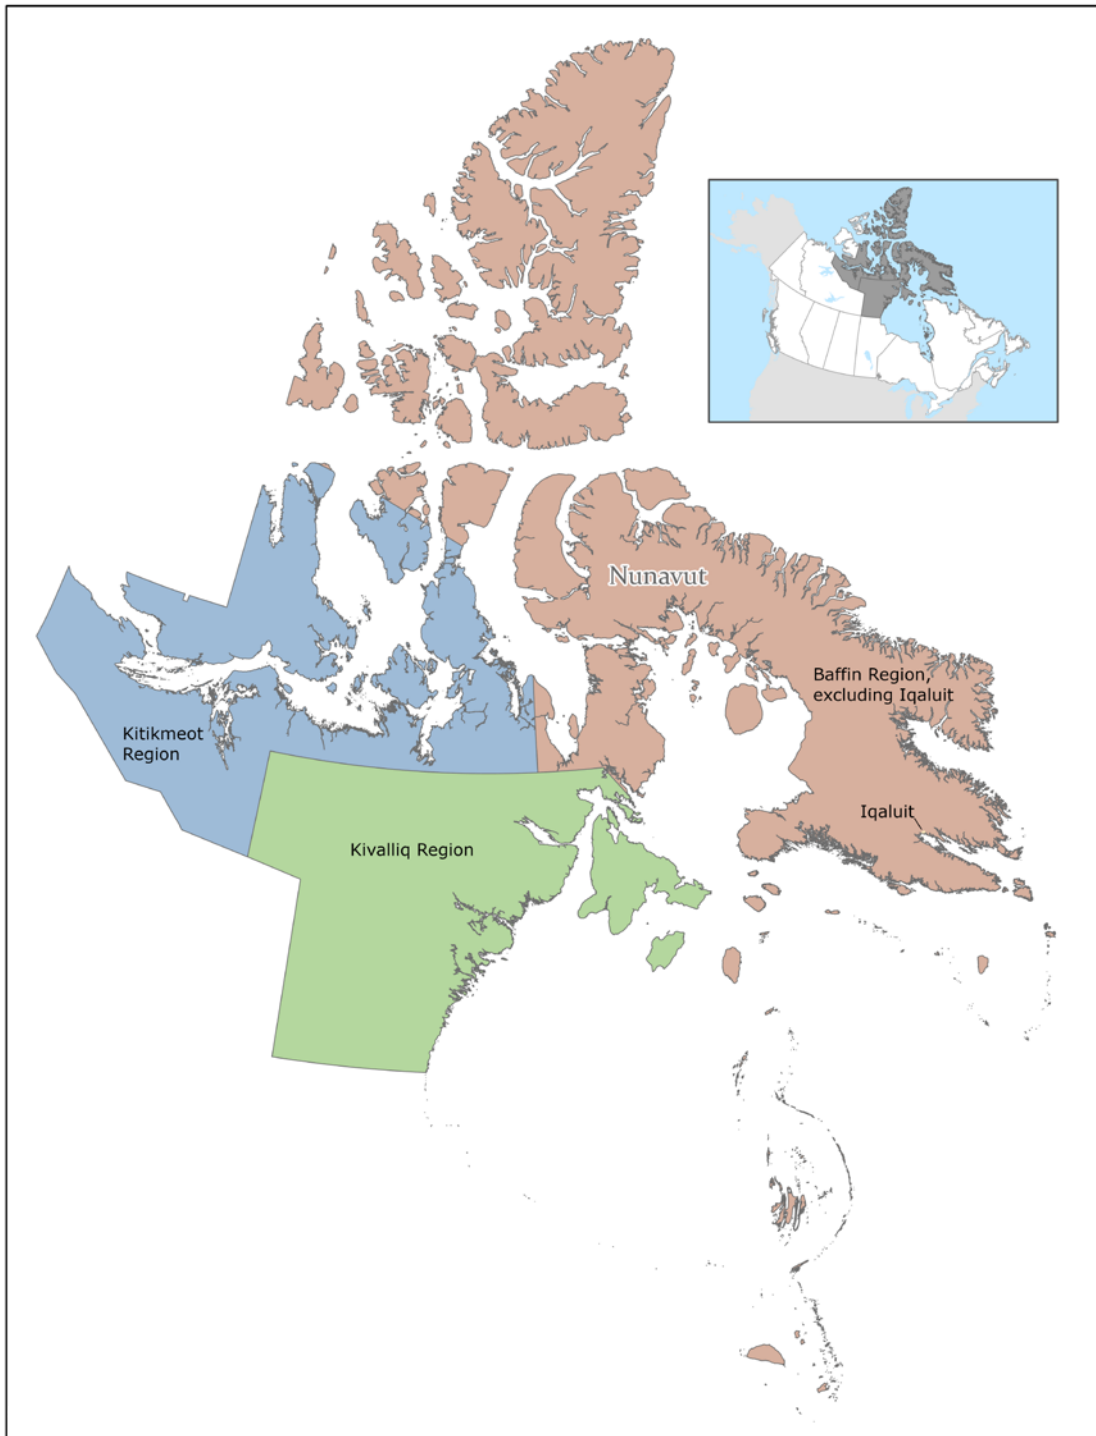 Nunavut
Baffin Region,
excluding Iqaluit
Kitikmeot
Region
Iqaluit
Kivalliq Region